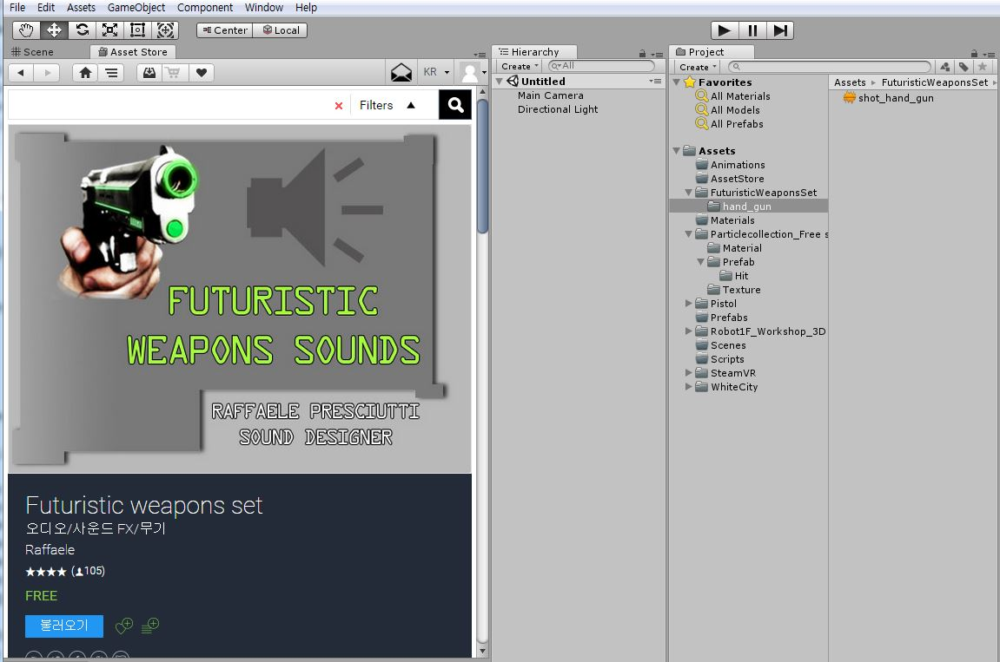 File Edit Assets GameObject Component Window Help
Center Local
Scene Asset Store
KR
Filters
FUTURISTIC
WEAPONS SOUNDS
RAFFAELE PRESCIUTTI
SOUND DESIGNER
Futuristic weapons set
오디오/사운드 FX/무기
Raffaele
★★★★ (105)
FREE
불러오기
Hierarchy
Create All
Untitled
Main Camera
Directional Light
Project
Create
Favorites
All Materials
All Models
All Prefabs
Assets
Animations
AssetStore
FuturisticWeaponsSet
hand_gun
Materials
Particlecollection_Free s
Material
Prefab
Hit
Texture
Pistol
Prefabs
Robot1F_Workshop_3D
Scenes
Scripts
SteamVR
WhiteCity
Assets ▸ FuturisticWeaponsSet ▸
shot_hand_gun